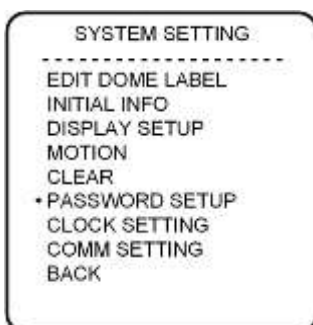 SYSTEM SETTING
EDIT DOME LABEL
INITIAL INFO
DISPLAY SETUP
MOTION
CLEAR
• PASSWORD SETUP
CLOCK SETTING
COMM SETTING
BACK